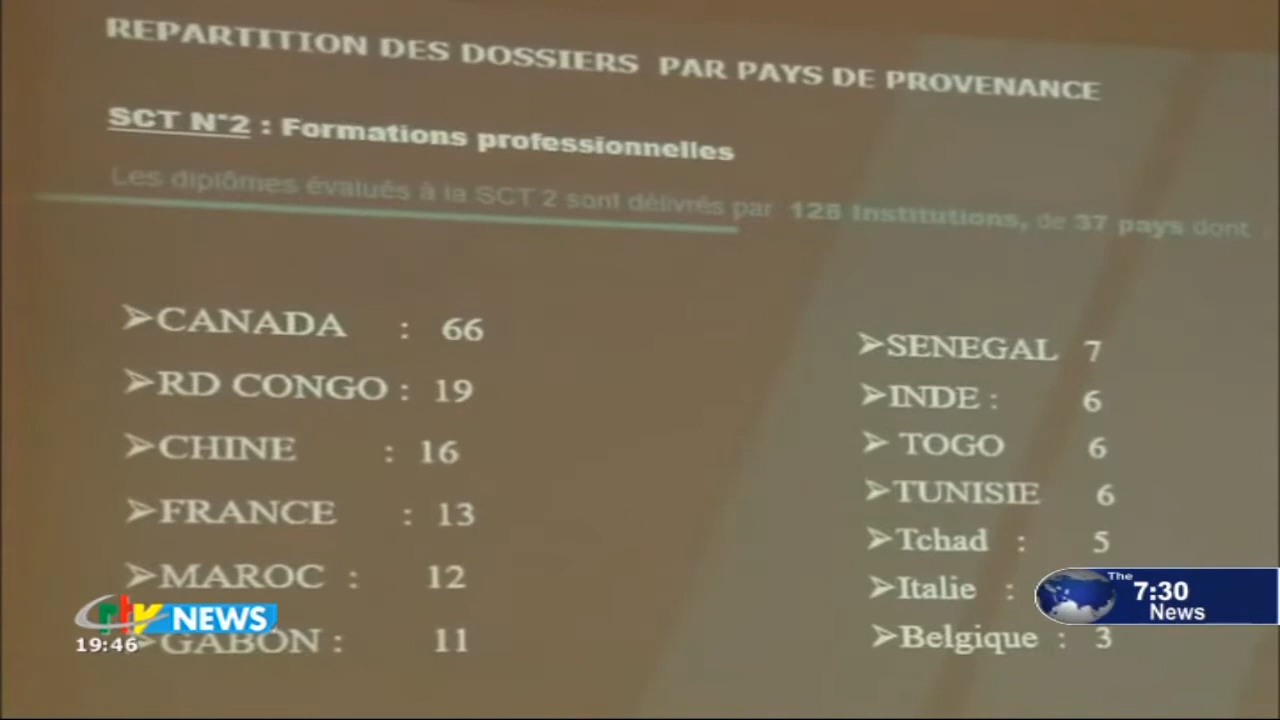 REPARTITION DES DOSSIERS PAR PAYS DE PROVENANCE
SCT N°2 : Formations professionnelles
Les diplômes évalués à la SCT 2 sont délivrés par 128 Institutions, de 37 pays dont :
➢CANADA : 66
➢RD CONGO : 19
➢CHINE : 16
➢FRANCE : 13
➢MAROC : 12
➢GABON : 11
➢SENEGAL 7
➢INDE : 6
➢ TOGO 6
➢TUNISIE 6
➢Tchad : 5
➢Italie :
➢Belgique : 3
NEWS
19:46
The
7:30
News